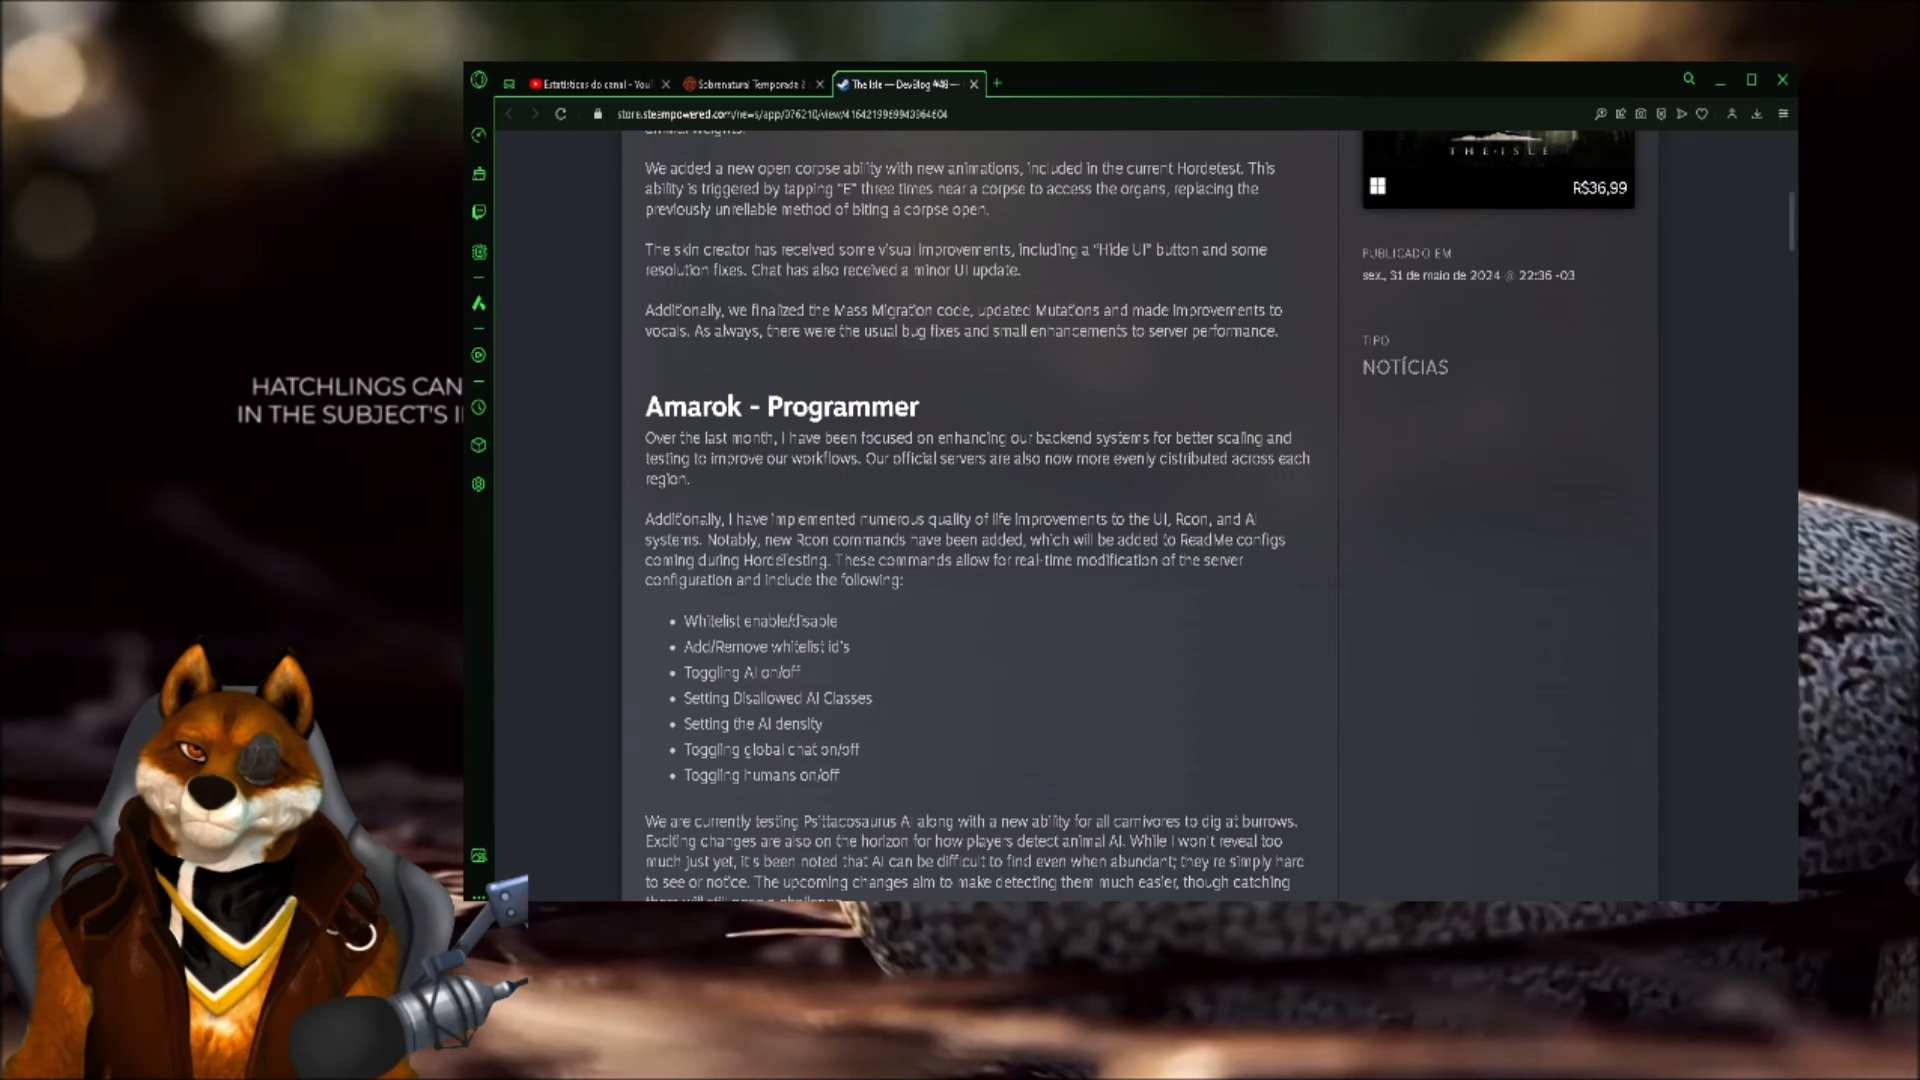 HATCHLINGS CAN
IN THE SUBJECT'S I
Estatísticas do canal - YouT
Sobrenatural Temporada 2
The Isle — DevBlog #48 —
store.steampowered.com/news/app/376210/view/4164219969943964604
We added a new open corpse ability with new animations, included in the current Hordetest. This
ability is triggered by tapping "E" three times near a corpse to access the organs, replacing the
previously unreliable method of biting a corpse open.
The skin creator has received some visual improvements, including a "Hide UI" button and some
resolution fixes. Chat has also received a minor UI update.
Additionally, we finalized the Mass Migration code, updated Mutations and made improvements to
vocals. As always, there were the usual bug fixes and small enhancements to server performance.
Amarok - Programmer
Over the last month, I have been focused on enhancing our backend systems for better scaling and
testing to improve our workflows. Our official servers are also now more evenly distributed across each
region.
Additionally, I have implemented numerous quality of life improvements to the UI, Rcon, and AI
systems. Notably, new Rcon commands have been added, which will be added to ReadMe configs
coming during HordeTesting. These commands allow for real-time modification of the server
configuration and include the following:
• Whitelist enable/disable
• Add/Remove whitelist id's
• Toggling AI on/off
• Setting Disallowed AI Classes
• Setting the AI density
• Toggling global chat on/off
• Toggling humans on/off
We are currently testing Psittacosaurus AI along with a new ability for all carnivores to dig at burrows.
Exciting changes are also on the horizon for how players detect animal AI. While I won't reveal too
much just yet, it's been noted that AI can be difficult to find even when abundant; they're simply hard
to see or notice. The upcoming changes aim to make detecting them much easier, though catching
THE ISLE
R$36,99
PUBLICADO EM
sex., 31 de maio de 2024 @ 22:36 -03
TIPO
NOTÍCIAS